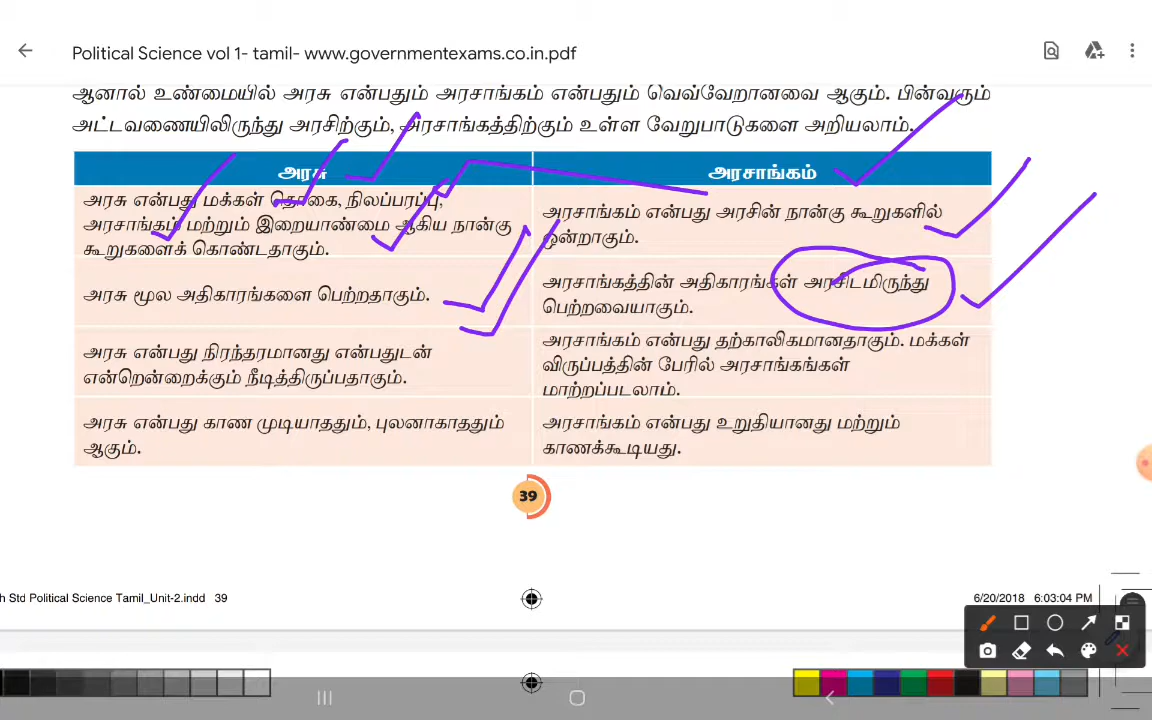 Political Science vol 1- tamil- www.governmentexams.co.in.pdf
ஆனால் உண்மையில் அரசு என்பதும் அரசாங்கம் என்பதும் வெவ்வேறானவை ஆகும். பின்வரும்
அட்டவணையிலிருந்து அரசிற்கும், அரசாங்கத்திற்கும் உள்ள வேறுபாடுகளை அறியலாம்.
அரசு
அரசாங்கம்
அரசு என்பது மக்கள் தொகை, நிலப்பரப்பு,
அரசாங்கம் மற்றும் இறையாண்மை ஆகிய நான்கு
கூறுகளைக் கொண்டதாகும்.
அரசாங்கம் என்பது அரசின் நான்கு கூறுகளில்
ஒன்றாகும்.
அரசு மூல அதிகாரங்களை பெற்றதாகும்.
அரசாங்கத்தின் அதிகாரங்கள் அரசிடமிருந்து
பெற்றவையாகும்.
அரசு என்பது நிரந்தரமானது என்பதுடன்
என்றென்றைக்கும் நீடித்திருப்பதாகும்.
அரசாங்கம் என்பது தற்காலிகமானதாகும். மக்கள்
விருப்பத்தின் பேரில் அரசாங்கங்கள்
மாற்றப்படலாம்.
அரசு என்பது காண முடியாததும், புலனாகாததும்
ஆகும்.
அரசாங்கம் என்பது உறுதியானது மற்றும்
காணக்கூடியது.
39
h Std Political Science Tamil_Unit-2.indd 39
6/20/2018 6:03:04 PM